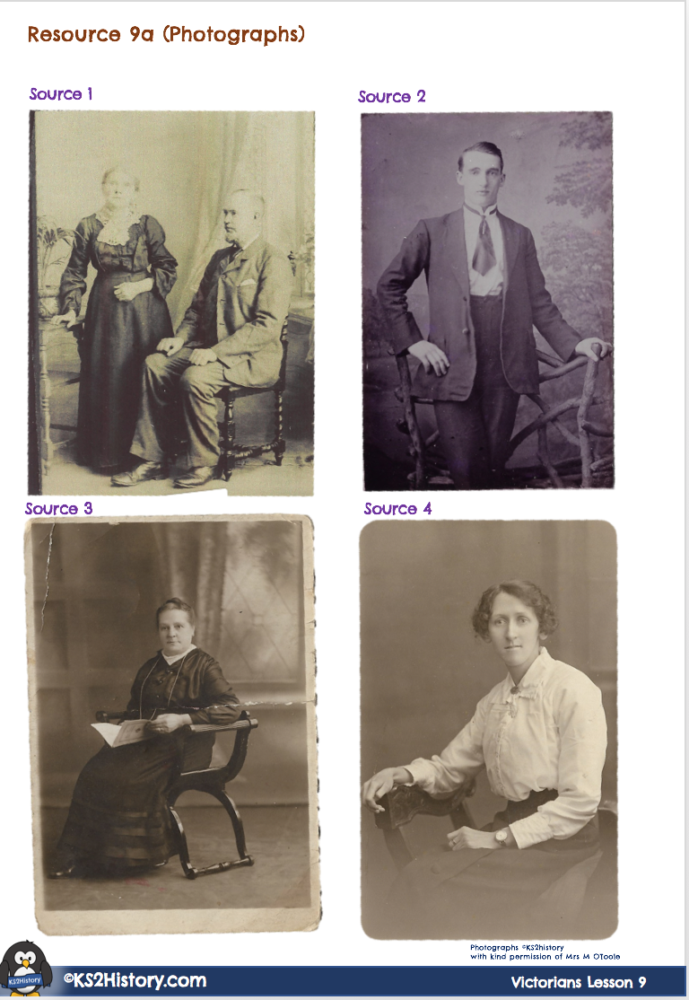 Resource 9a (Photographs)
Source 1
Source 2
Source 3
Source 4
Photographs ©KS2history
with kind permission of Mrs M OToole
KS2History
©KS2History.com
Victorians Lesson 9